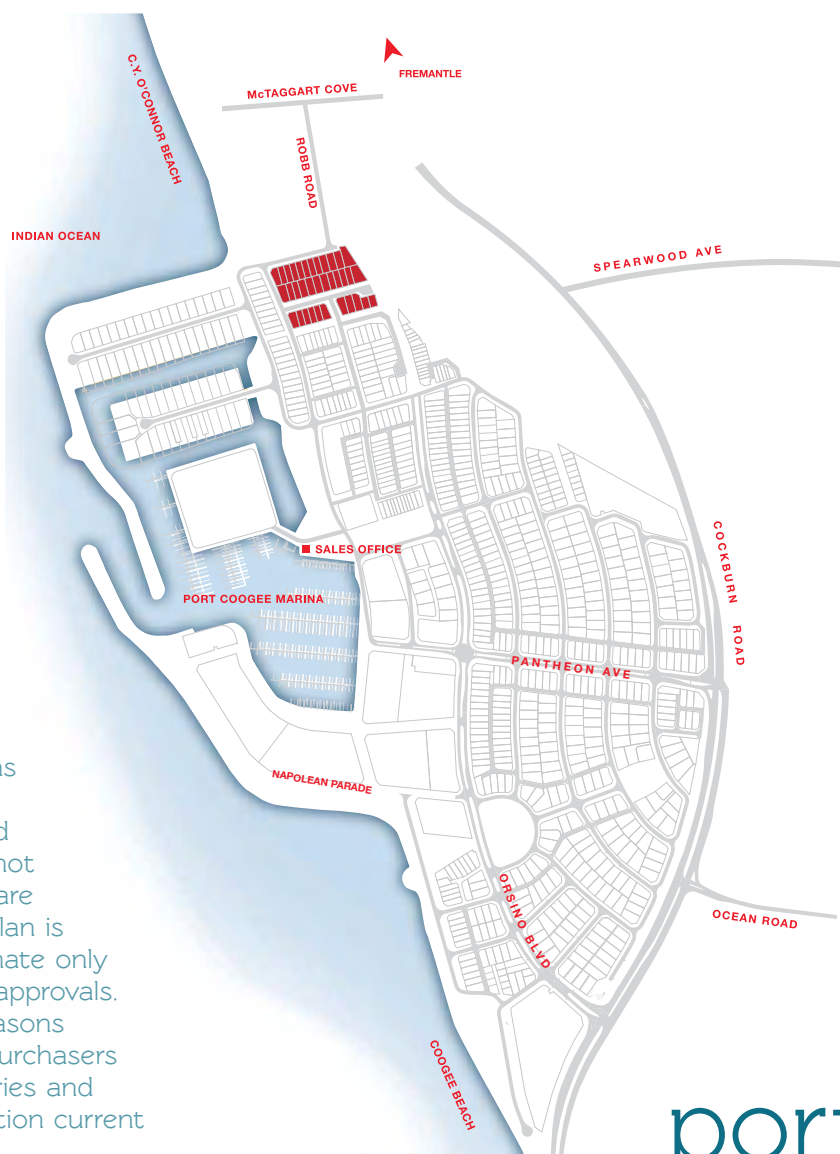 FREMANTLE
McTAGGART COVE
C.Y. O'CONNOR BEACH
ROBB ROAD
INDIAN OCEAN
SPEARWOOD AVE
COCKBURN ROAD
SALES OFFICE
PORT COOGEE MARINA
PANTHEON AVE
NAPOLEAN PARADE
ORSINO BLVD
OCEAN ROAD
COOGEE BEACH
as
d
not
are
lan is
nate only
approvals.
asons
urchasers
ries and
tion current
port